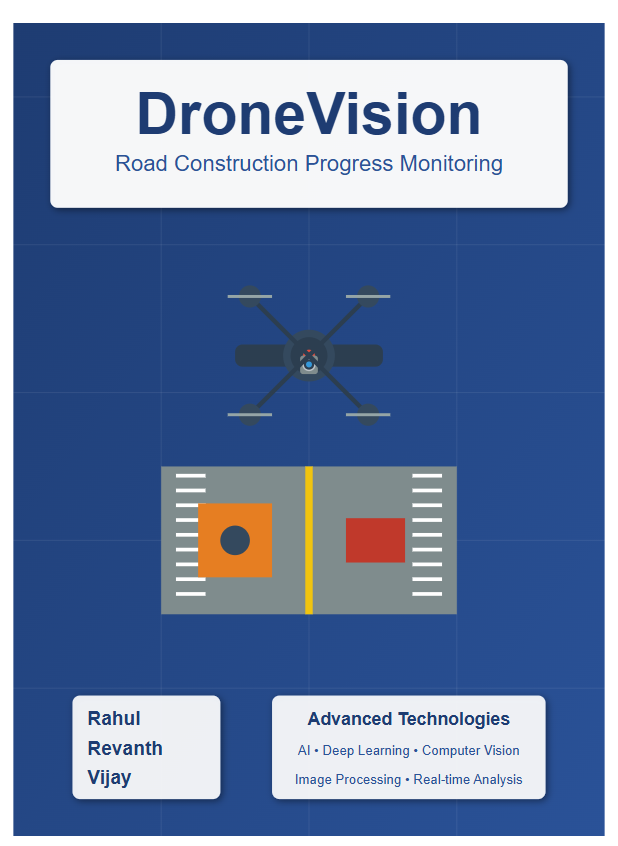 DroneVision
Road Construction Progress Monitoring
Rahul
Revanth
Vijay
Advanced Technologies
AI • Deep Learning • Computer Vision
Image Processing • Real-time Analysis